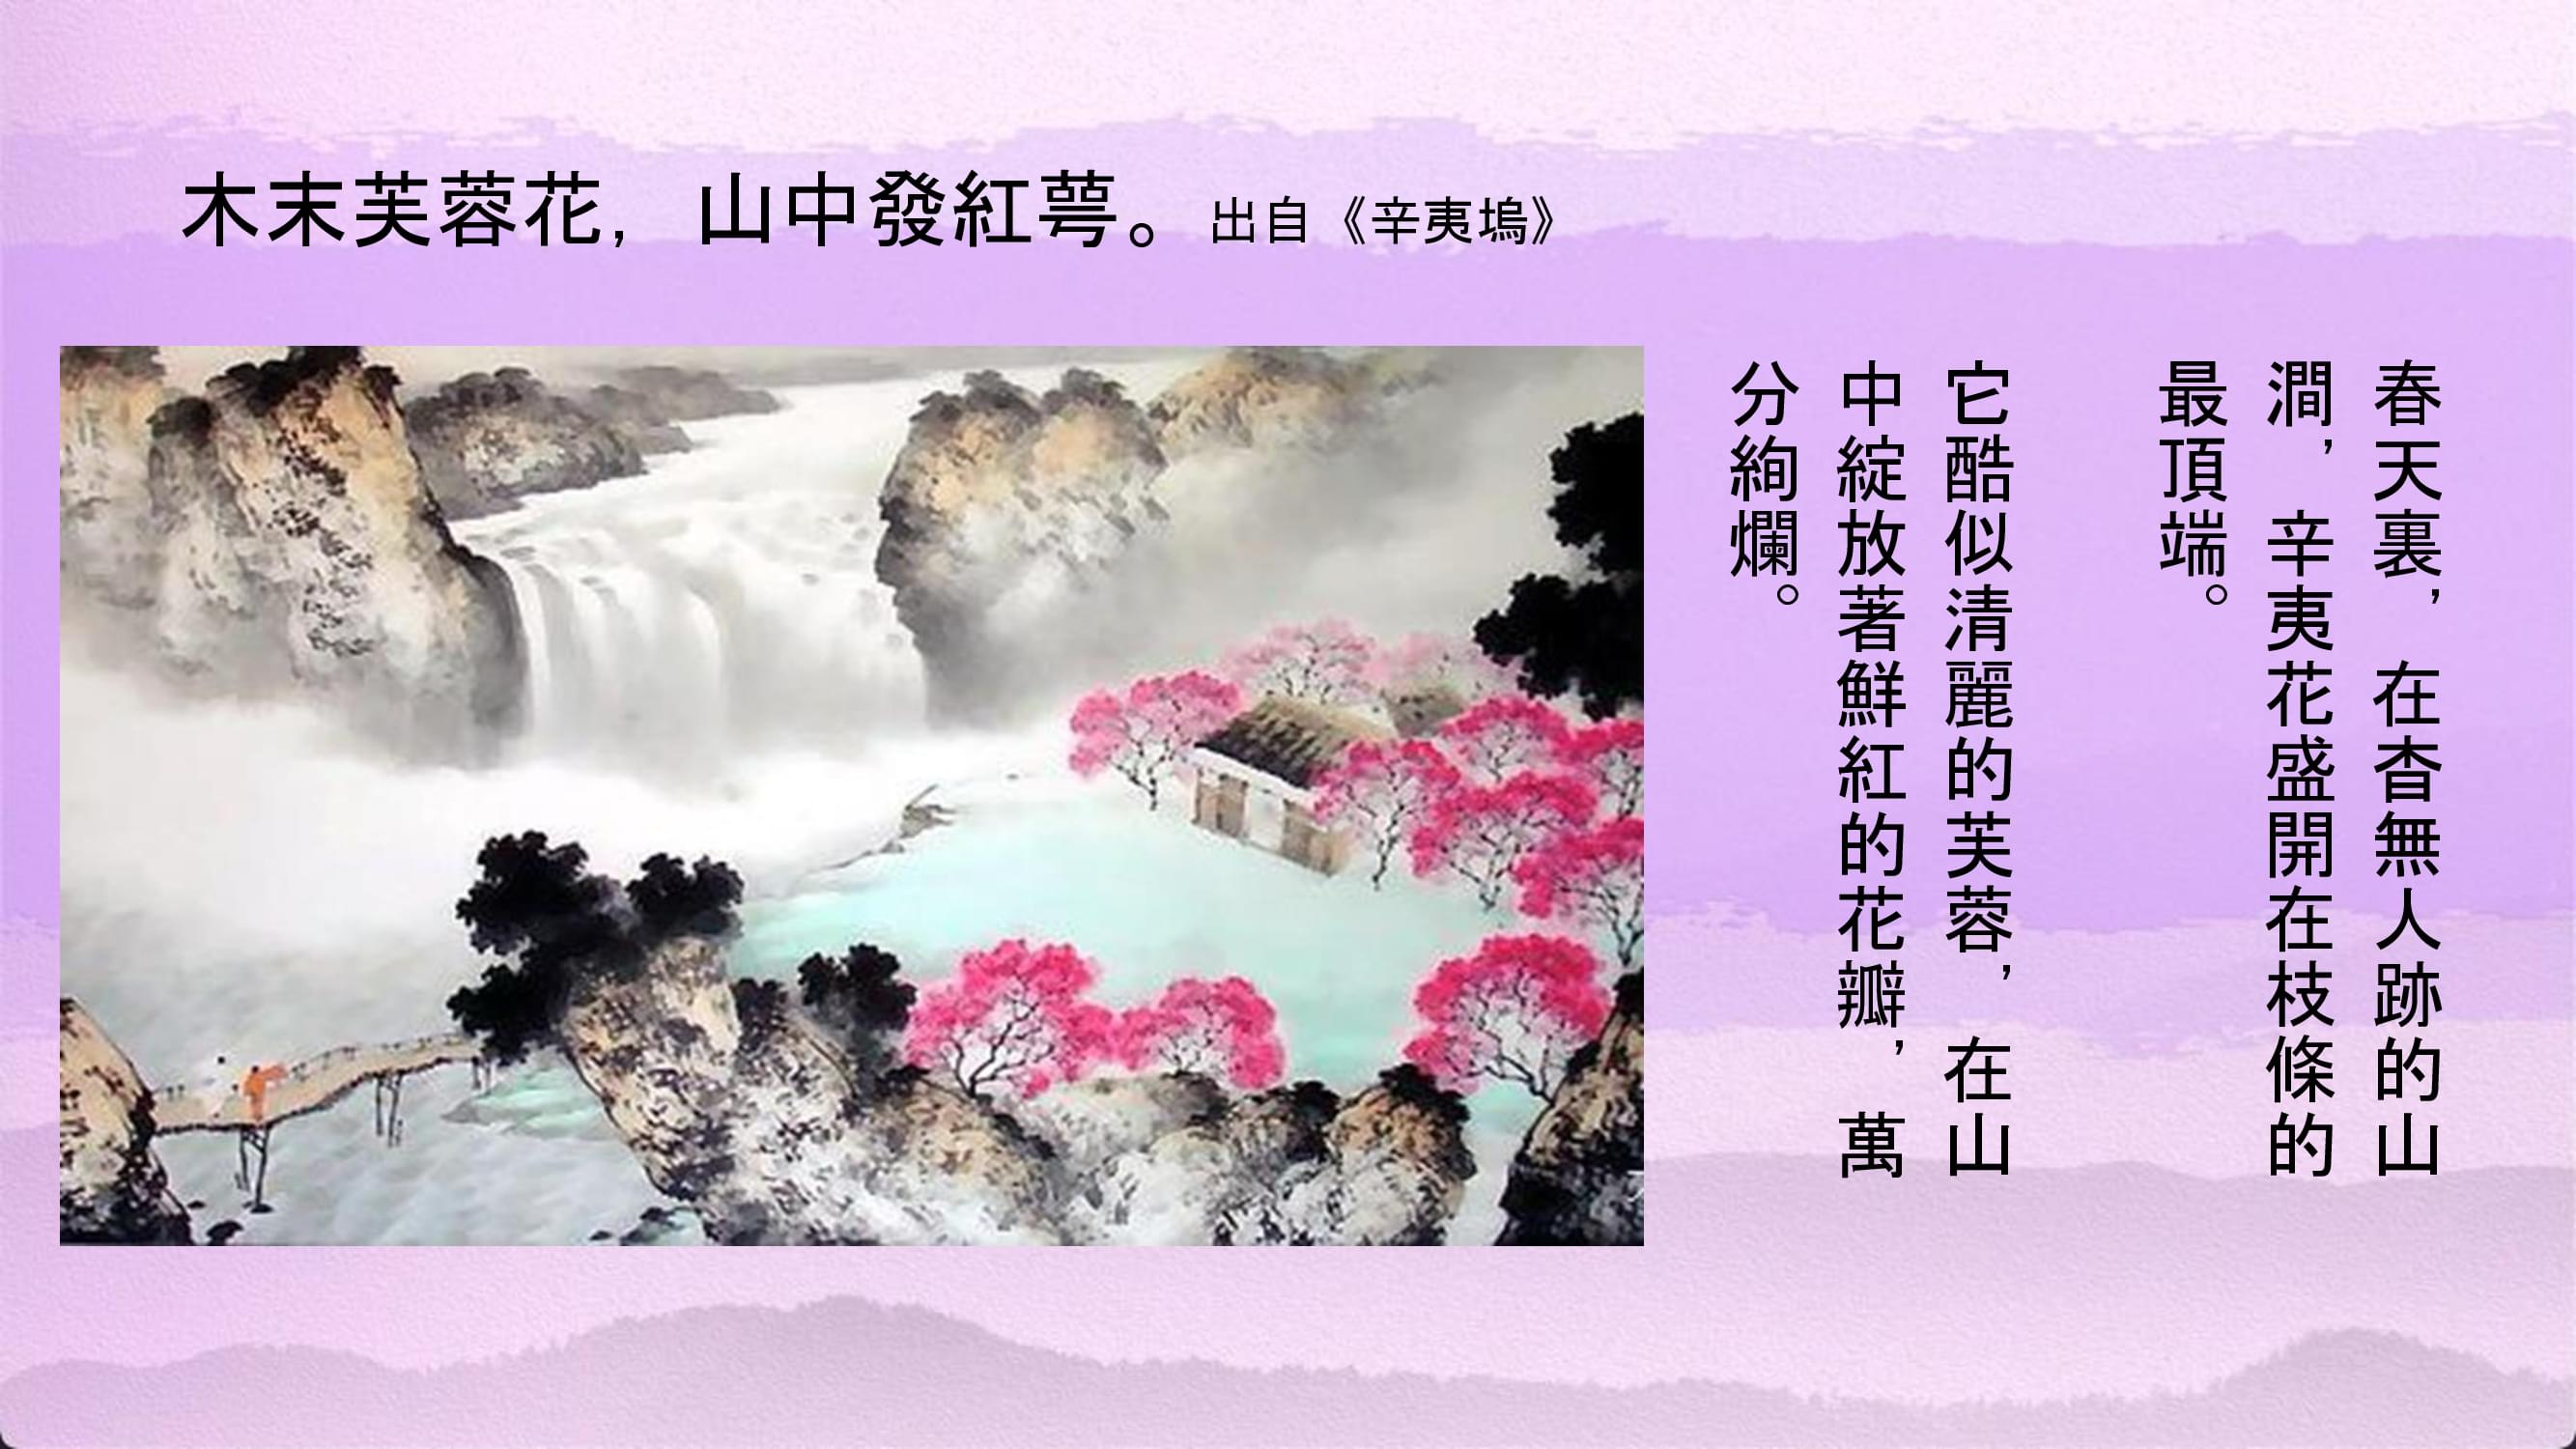 木末芙蓉花，山中發紅萼。出自《辛夷塢》
春天裏，在杳無人跡的山
澗，辛夷花盛開在枝條的
最頂端。
它酷似清麗的芙蓉，在山
中綻放著鮮紅的花瓣，萬
分絢爛。